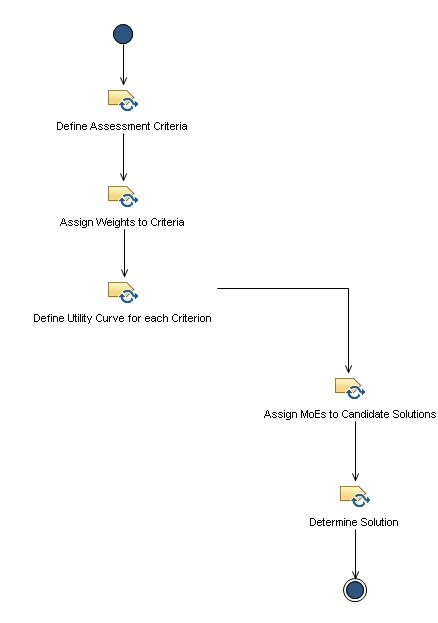 Define Assessment Criteria
Assign Weights to Criteria
Define Utility Curve for each Criterion
Assign MoEs to Candidate Solutions
Determine Solution